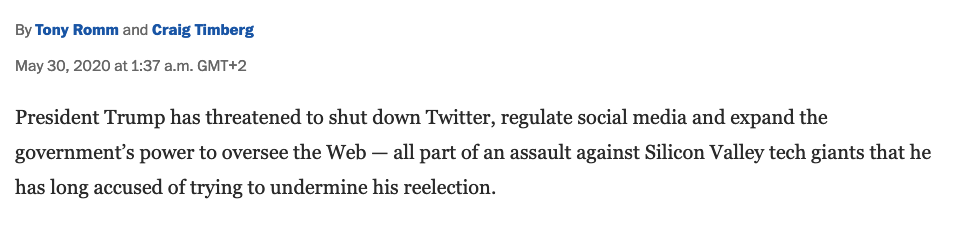 By Tony Romm and Craig Timberg
May 30, 2020 at 1:37 a.m. GMT+2
President Trump has threatened to shut down Twitter, regulate social media and expand the
government’s power to oversee the Web — all part of an assault against Silicon Valley tech giants that he
has long accused of trying to undermine his reelection.